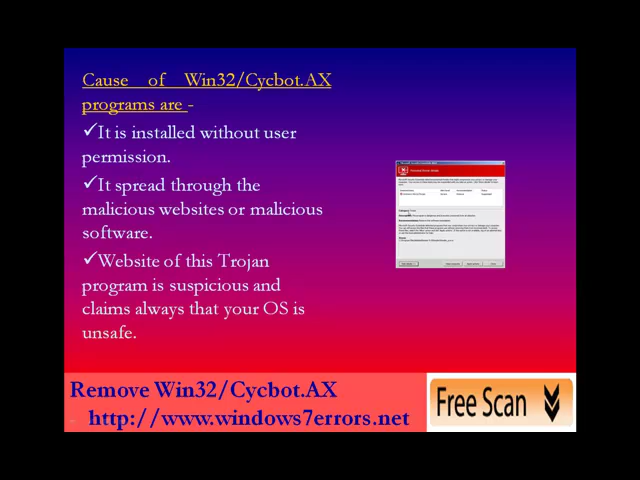 Cause of Win32/Cycbot.AX
programs are -
✓It is installed without user
permission.
✓It spread through the
malicious websites or malicious
software.
✓Website of this Trojan
program is suspicious and
claims always that your OS is
unsafe.
Remove Win32/Cycbot.AX
http://www.windows7errors.net
Free Scan